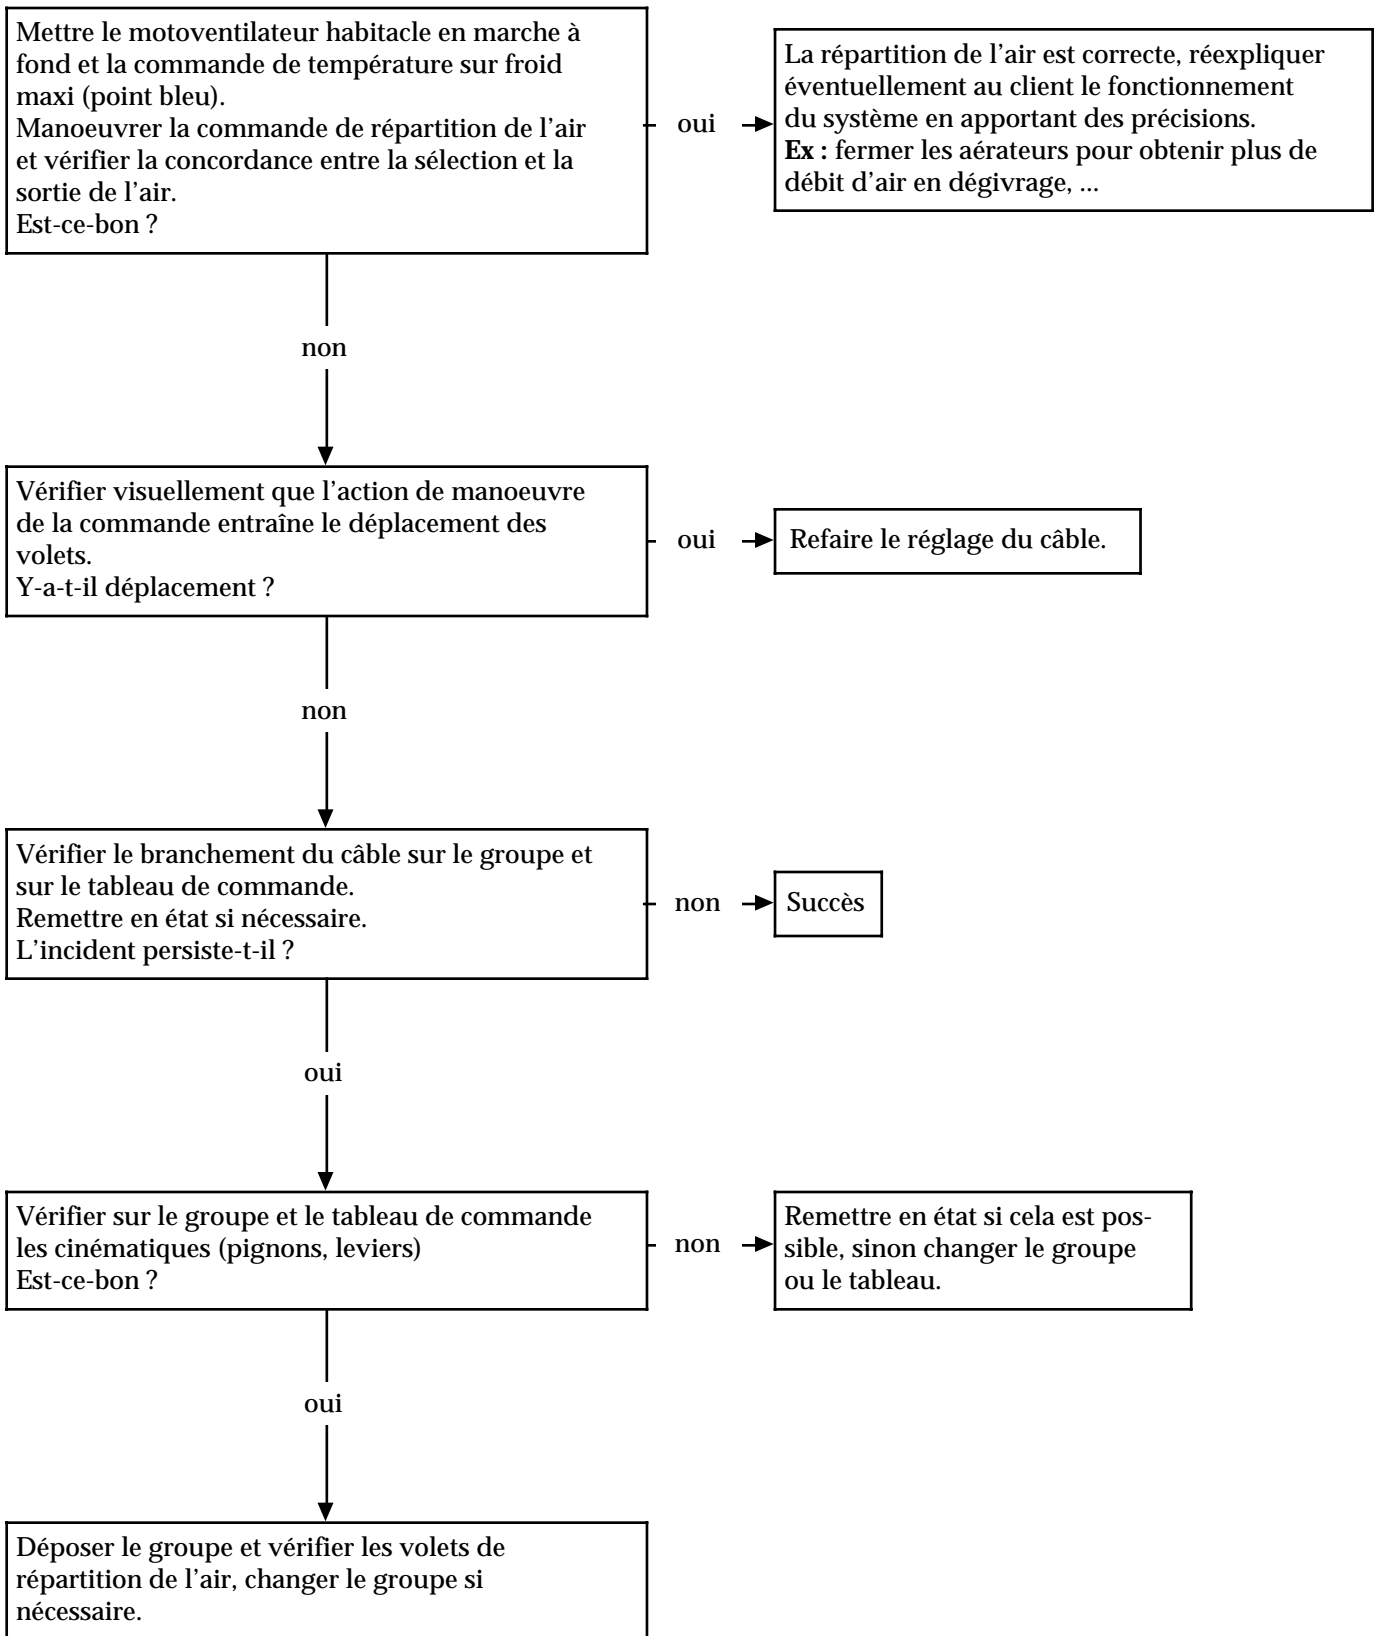 Mettre le motoventilateur habitacle en marche à
fond et la commande de température sur froid
maxi (point bleu).
Manoeuvrer la commande de répartition de l'air
et vérifier la concordance entre la sélection et la
sortie de l'air.
Est-ce-bon ?
oui
La répartition de l'air est correcte, réexpliquer
éventuellement au client le fonctionnement
du système en apportant des précisions.
Ex : fermer les aérateurs pour obtenir plus de
débit d'air en dégivrage, ...
non
Vérifier visuellement que l'action de manoeuvre
de la commande entraîne le déplacement des
volets.
Y-a-t-il déplacement ?
oui
Refaire le réglage du câble.
non
Vérifier le branchement du câble sur le groupe et
sur le tableau de commande.
Remettre en état si nécessaire.
L'incident persiste-t-il ?
non
Succès
oui
Vérifier sur le groupe et le tableau de commande
les cinématiques (pignons, leviers)
Est-ce-bon ?
non
Remettre en état si cela est pos-
sible, sinon changer le groupe
ou le tableau.
oui
Déposer le groupe et vérifier les volets de
répartition de l'air, changer le groupe si
nécessaire.